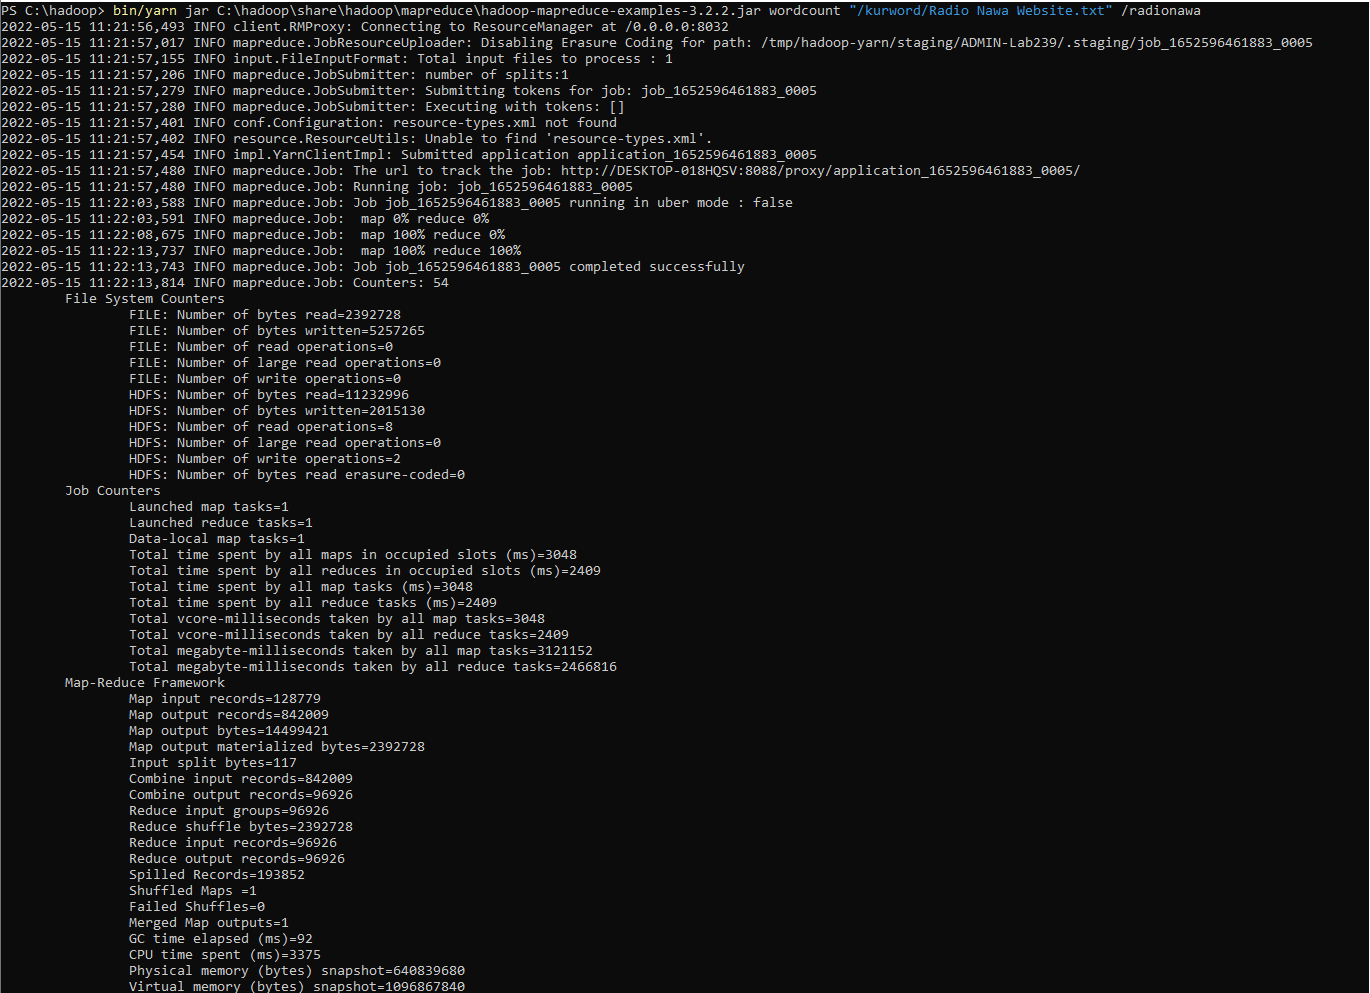 PS C:\hadoop> bin/yarn jar C:\hadoop\share\hadoop\mapreduce\hadoop-mapreduce-examples-3.2.2.jar wordcount "/kurword/Radio Nawa Website.txt" /radionawa
2022-05-15 11:21:56,493 INFO client.RMProxy: Connecting to ResourceManager at /0.0.0.0:8032
2022-05-15 11:21:57,017 INFO mapreduce.JobResourceUploader: Disabling Erasure Coding for path: /tmp/hadoop-yarn/staging/ADMIN-Lab239/.staging/job_1652596461883_0005
2022-05-15 11:21:57,155 INFO input.FileInputFormat: Total input files to process : 1
2022-05-15 11:21:57,206 INFO mapreduce.JobSubmitter: number of splits:1
2022-05-15 11:21:57,279 INFO mapreduce.JobSubmitter: Submitting tokens for job: job_1652596461883_0005
2022-05-15 11:21:57,280 INFO mapreduce.JobSubmitter: Executing with tokens: []
2022-05-15 11:21:57,401 INFO conf.Configuration: resource-types.xml not found
2022-05-15 11:21:57,402 INFO resource.ResourceUtils: Unable to find 'resource-types.xml'.
2022-05-15 11:21:57,454 INFO impl.YarnClientImpl: Submitted application application_1652596461883_0005
2022-05-15 11:21:57,480 INFO mapreduce.Job: The url to track the job: http://DESKTOP-018HQSV:8088/proxy/application_1652596461883_0005/
2022-05-15 11:21:57,480 INFO mapreduce.Job: Running job: job_1652596461883_0005
2022-05-15 11:22:03,588 INFO mapreduce.Job: Job job_1652596461883_0005 running in uber mode : false
2022-05-15 11:22:03,591 INFO mapreduce.Job:  map 0% reduce 0%
2022-05-15 11:22:08,675 INFO mapreduce.Job:  map 100% reduce 0%
2022-05-15 11:22:13,737 INFO mapreduce.Job:  map 100% reduce 100%
2022-05-15 11:22:13,743 INFO mapreduce.Job: Job job_1652596461883_0005 completed successfully
2022-05-15 11:22:13,814 INFO mapreduce.Job: Counters: 54
File System Counters
FILE: Number of bytes read=2392728
FILE: Number of bytes written=5257265
FILE: Number of read operations=0
FILE: Number of large read operations=0
FILE: Number of write operations=0
HDFS: Number of bytes read=11232996
HDFS: Number of bytes written=2015130
HDFS: Number of read operations=8
HDFS: Number of large read operations=0
HDFS: Number of write operations=2
HDFS: Number of bytes read erasure-coded=0
Job Counters
Launched map tasks=1
Launched reduce tasks=1
Data-local map tasks=1
Total time spent by all maps in occupied slots (ms)=3048
Total time spent by all reduces in occupied slots (ms)=2409
Total time spent by all map tasks (ms)=3048
Total time spent by all reduce tasks (ms)=2409
Total vcore-milliseconds taken by all map tasks=3048
Total vcore-milliseconds taken by all reduce tasks=2409
Total megabyte-milliseconds taken by all map tasks=3121152
Total megabyte-milliseconds taken by all reduce tasks=2466816
Map-Reduce Framework
Map input records=128779
Map output records=842009
Map output bytes=14499421
Map output materialized bytes=2392728
Input split bytes=117
Combine input records=842009
Combine output records=96926
Reduce input groups=96926
Reduce shuffle bytes=2392728
Reduce input records=96926
Reduce output records=96926
Spilled Records=193852
Shuffled Maps =1
Failed Shuffles=0
Merged Map outputs=1
GC time elapsed (ms)=92
CPU time spent (ms)=3375
Physical memory (bytes) snapshot=640839680
Virtual memory (bytes) snapshot=1096867840